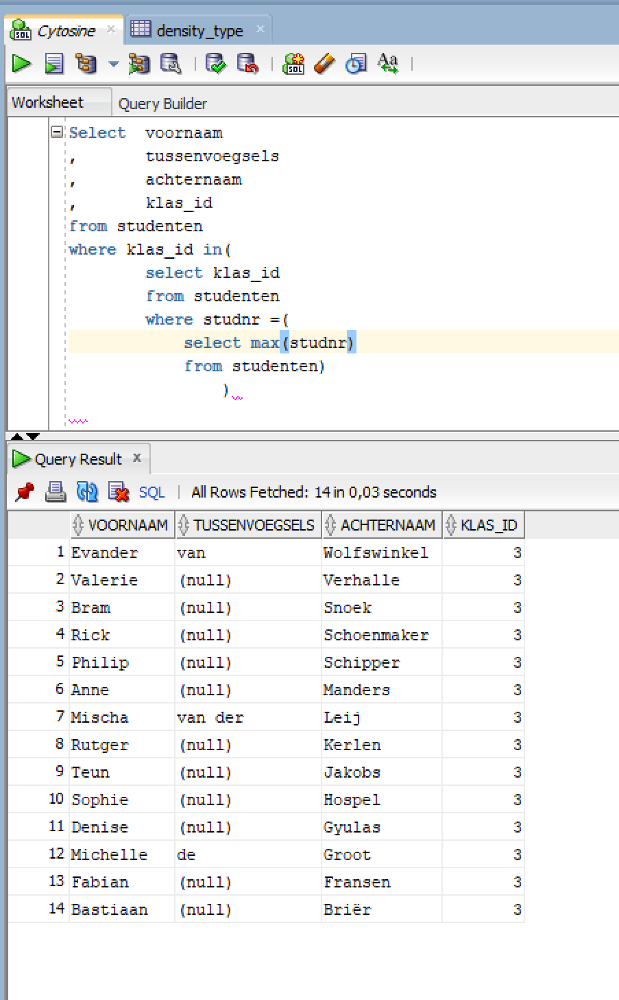 Cytosine density_type
Worksheet Query Builder
Select voornaam
, tussenvoegsels
, achternaam
, klas_id
from studenten
where klas_id in(
select klas_id
from studenten
where studnr =(
select max(studnr)
from studenten)
)
Query Result
SQL | All Rows Fetched: 14 in 0,03 seconds
VOORNAAM TUSSENVOEGSELS ACHTERNAAM KLAS_ID
1 Evander van Wolfswinkel 3
2 Valerie (null) Verhalle 3
3 Bram (null) Snoek 3
4 Rick (null) Schoenmaker 3
5 Philip (null) Schipper 3
6 Anne (null) Manders 3
7 Mischa van der Leij 3
8 Rutger (null) Kerlen 3
9 Teun (null) Jakobs 3
10 Sophie (null) Hospel 3
11 Denise (null) Gyulas 3
12 Michelle de Groot 3
13 Fabian (null) Fransen 3
14 Bastiaan (null) Briër 3